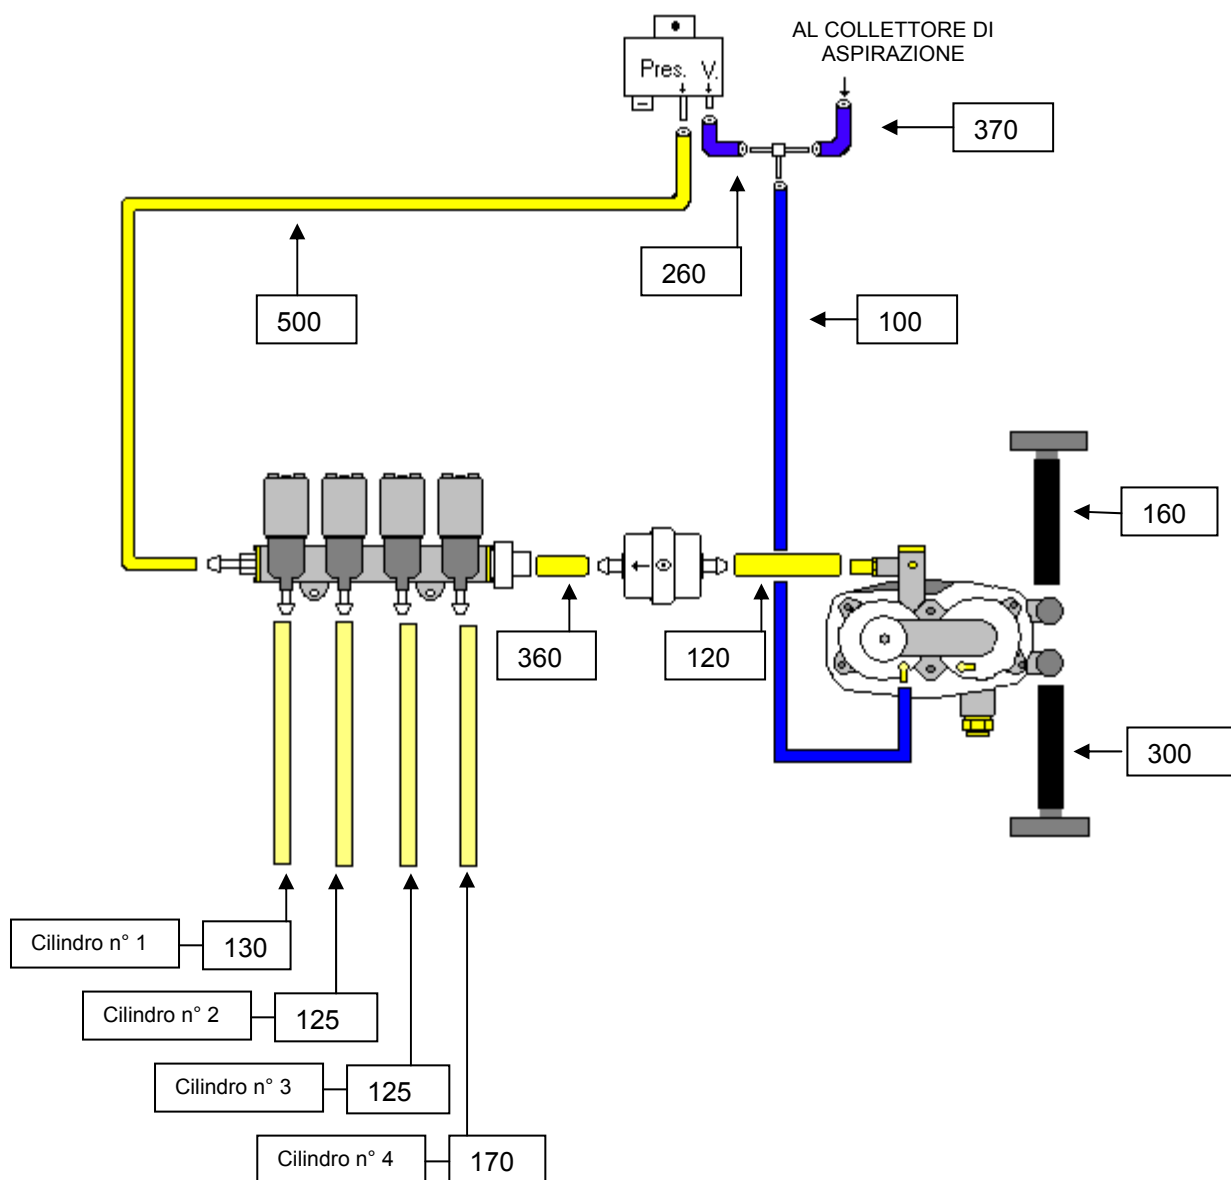 AL COLLETTORE DI
ASPIRAZIONE
Pres. V.
370
260
500
100
160
360
120
300
Cilindro n° 1
130
Cilindro n° 2
125
Cilindro n° 3
125
Cilindro n° 4
170